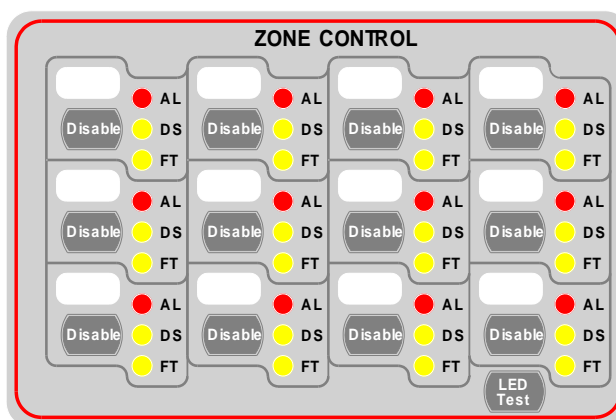 ZONE CONTROL
AL AL AL AL
Disable DS Disable DS Disable DS Disable DS
FT FT FT FT
AL AL AL AL
Disable DS Disable DS Disable DS Disable DS
FT FT FT FT
AL AL AL AL
Disable DS Disable DS Disable DS Disable DS
FT FT FT FT
LED
Test